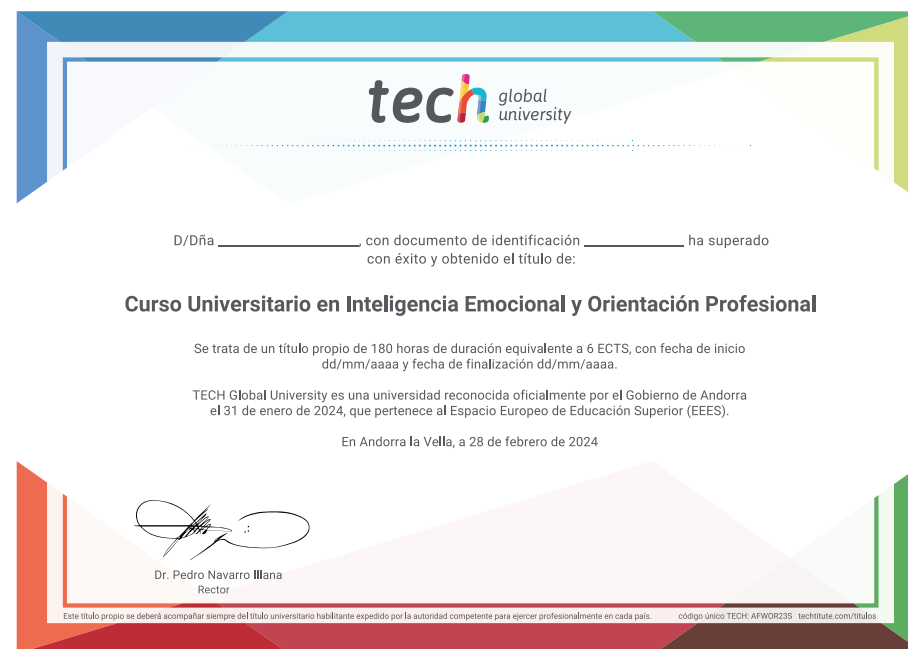 tech global university
D/Dña ____________________, con documento de identificación ______________ ha superado
con éxito y obtenido el título de:
Curso Universitario en Inteligencia Emocional y Orientación Profesional
Se trata de un título propio de 180 horas de duración equivalente a 6 ECTS, con fecha de inicio
dd/mm/aaaa y fecha de finalización dd/mm/aaaa.
TECH Global University es una universidad reconocida oficialmente por el Gobierno de Andorra
el 31 de enero de 2024, que pertenece al Espacio Europeo de Educación Superior (EEES).
En Andorra la Vella, a 28 de febrero de 2024
Dr. Pedro Navarro Illana
Rector
Este título propio se deberá acompañar siempre del título universitario habilitante expedido por la autoridad competente para ejercer profesionalmente en cada país. código único TECH: AFWOR23S techtitute.com/titulos